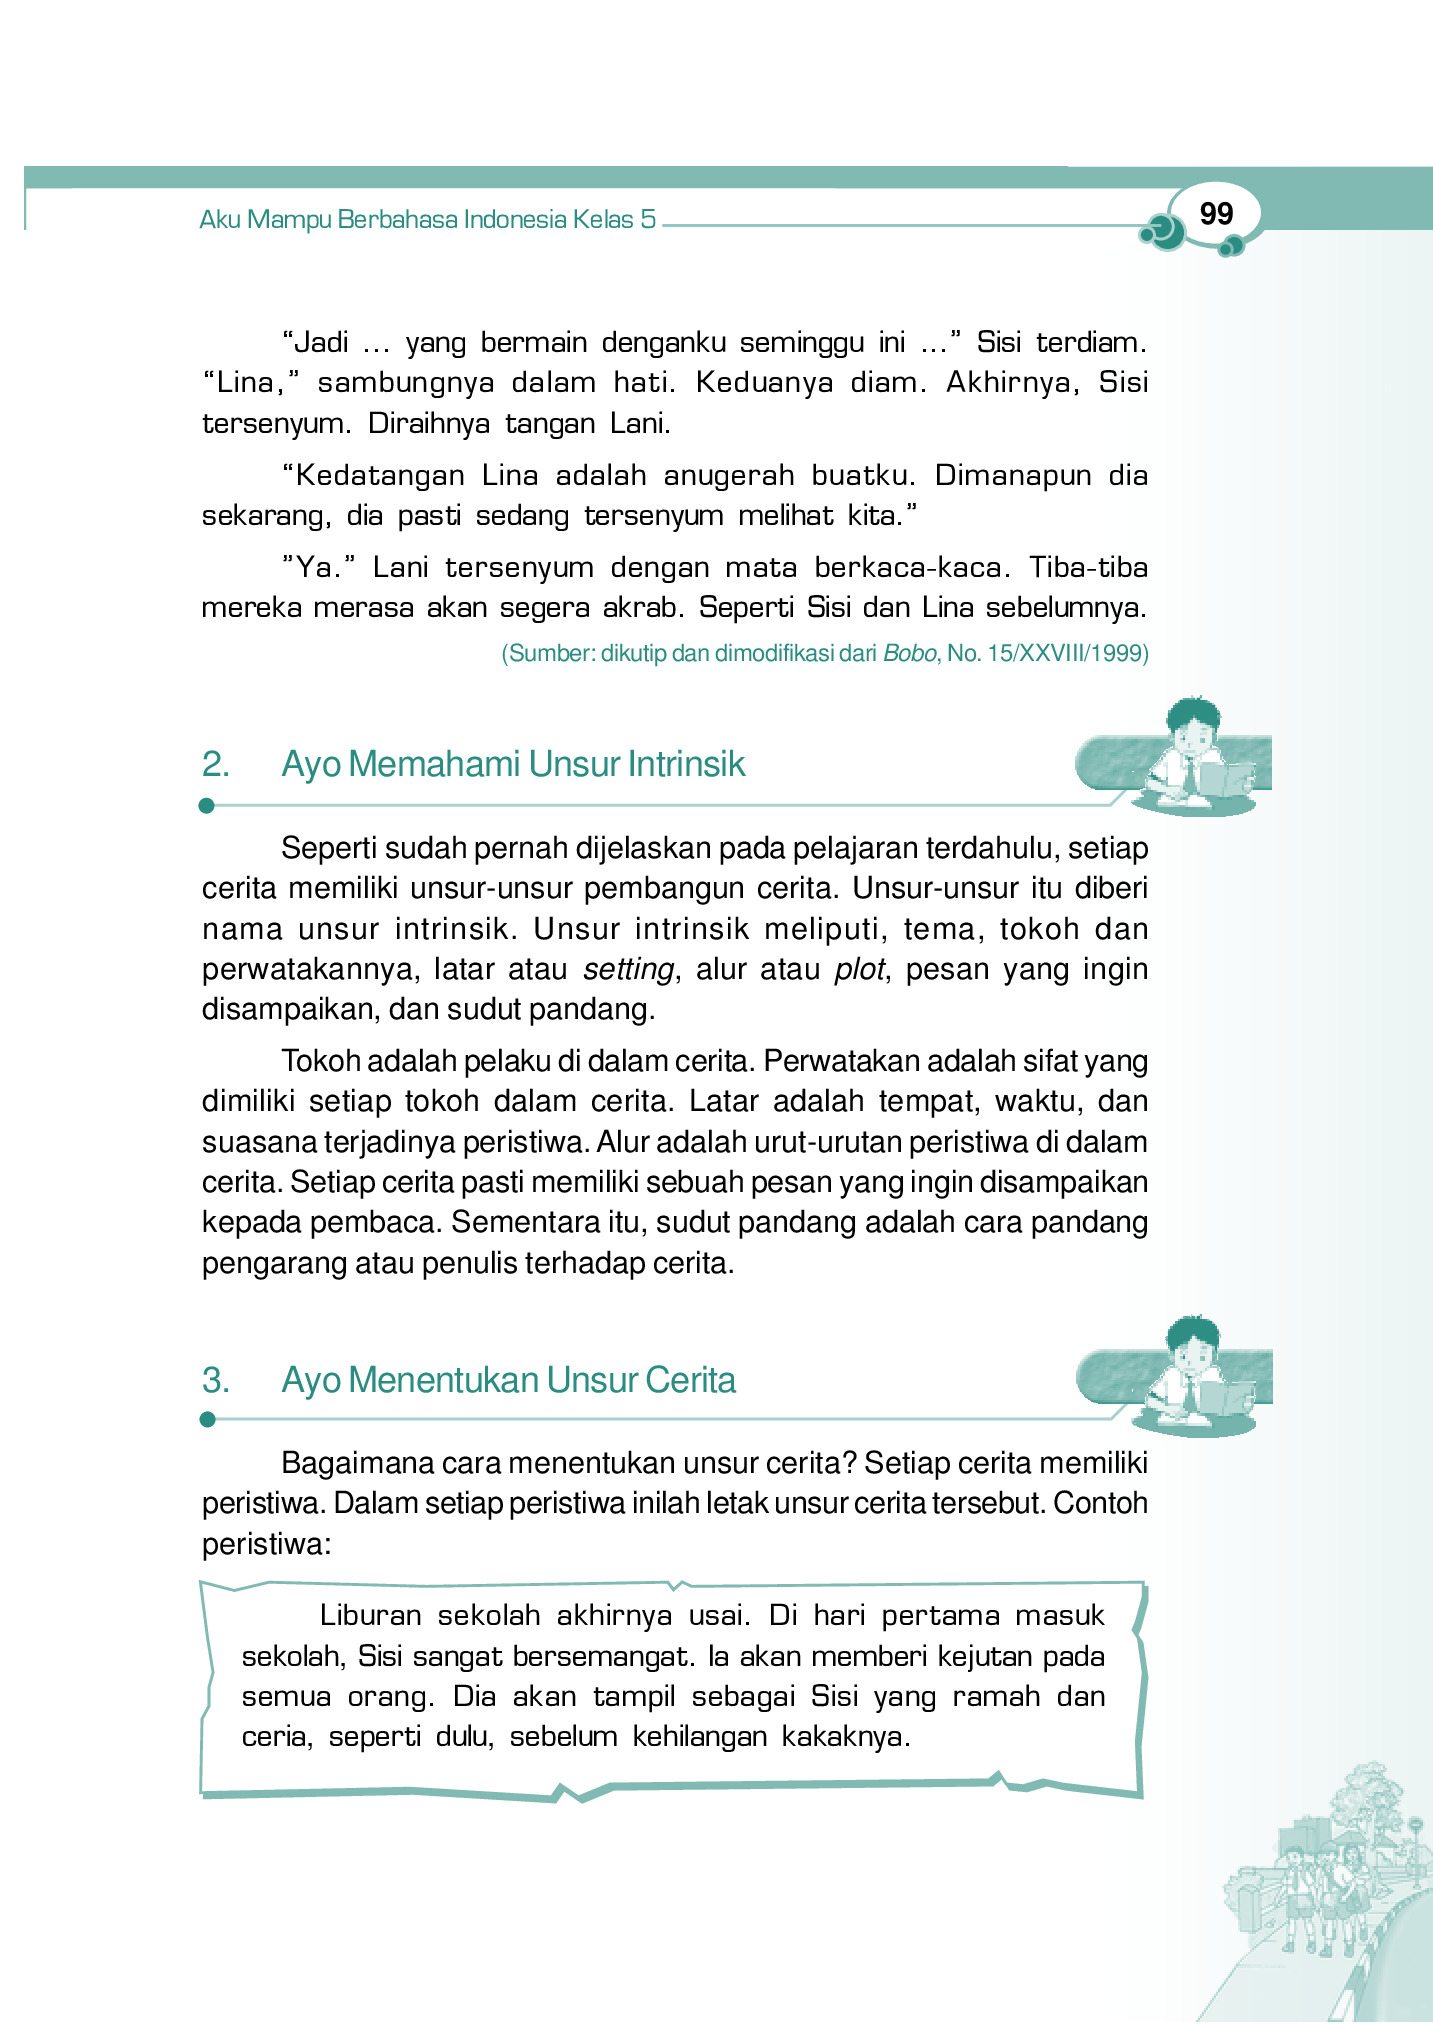 Aku Mampu Berbahasa Indonesia Kelas 5
99
“Jadi ... yang bermain denganku seminggu ini ...” Sisi terdiam.
“Lina,” sambungnya dalam hati. Keduanya diam. Akhirnya, Sisi
tersenyum. Diraihnya tangan Lani.
“Kedatangan Lina adalah anugerah buatku. Dimanapun dia
sekarang, dia pasti sedang tersenyum melihat kita.”
”Ya.” Lani tersenyum dengan mata berkaca-kaca. Tiba-tiba
mereka merasa akan segera akrab. Seperti Sisi dan Lina sebelumnya.
(Sumber: dikutip dan dimodifikasi dari Bobo, No. 15/XXVIII/1999)
2. Ayo Memahami Unsur Intrinsik
Seperti sudah pernah dijelaskan pada pelajaran terdahulu, setiap
cerita memiliki unsur-unsur pembangun cerita. Unsur-unsur itu diberi
nama unsur intrinsik. Unsur intrinsik meliputi, tema, tokoh dan
perwatakannya, latar atau setting, alur atau plot, pesan yang ingin
disampaikan, dan sudut pandang.
Tokoh adalah pelaku di dalam cerita. Perwatakan adalah sifat yang
dimiliki setiap tokoh dalam cerita. Latar adalah tempat, waktu, dan
suasana terjadinya peristiwa. Alur adalah urut-urutan peristiwa di dalam
cerita. Setiap cerita pasti memiliki sebuah pesan yang ingin disampaikan
kepada pembaca. Sementara itu, sudut pandang adalah cara pandang
pengarang atau penulis terhadap cerita.
3. Ayo Menentukan Unsur Cerita
Bagaimana cara menentukan unsur cerita? Setiap cerita memiliki
peristiwa. Dalam setiap peristiwa inilah letak unsur cerita tersebut. Contoh
peristiwa:
Liburan sekolah akhirnya usai. Di hari pertama masuk
sekolah, Sisi sangat bersemangat. Ia akan memberi kejutan pada
semua orang. Dia akan tampil sebagai Sisi yang ramah dan
ceria, seperti dulu, sebelum kehilangan kakaknya.